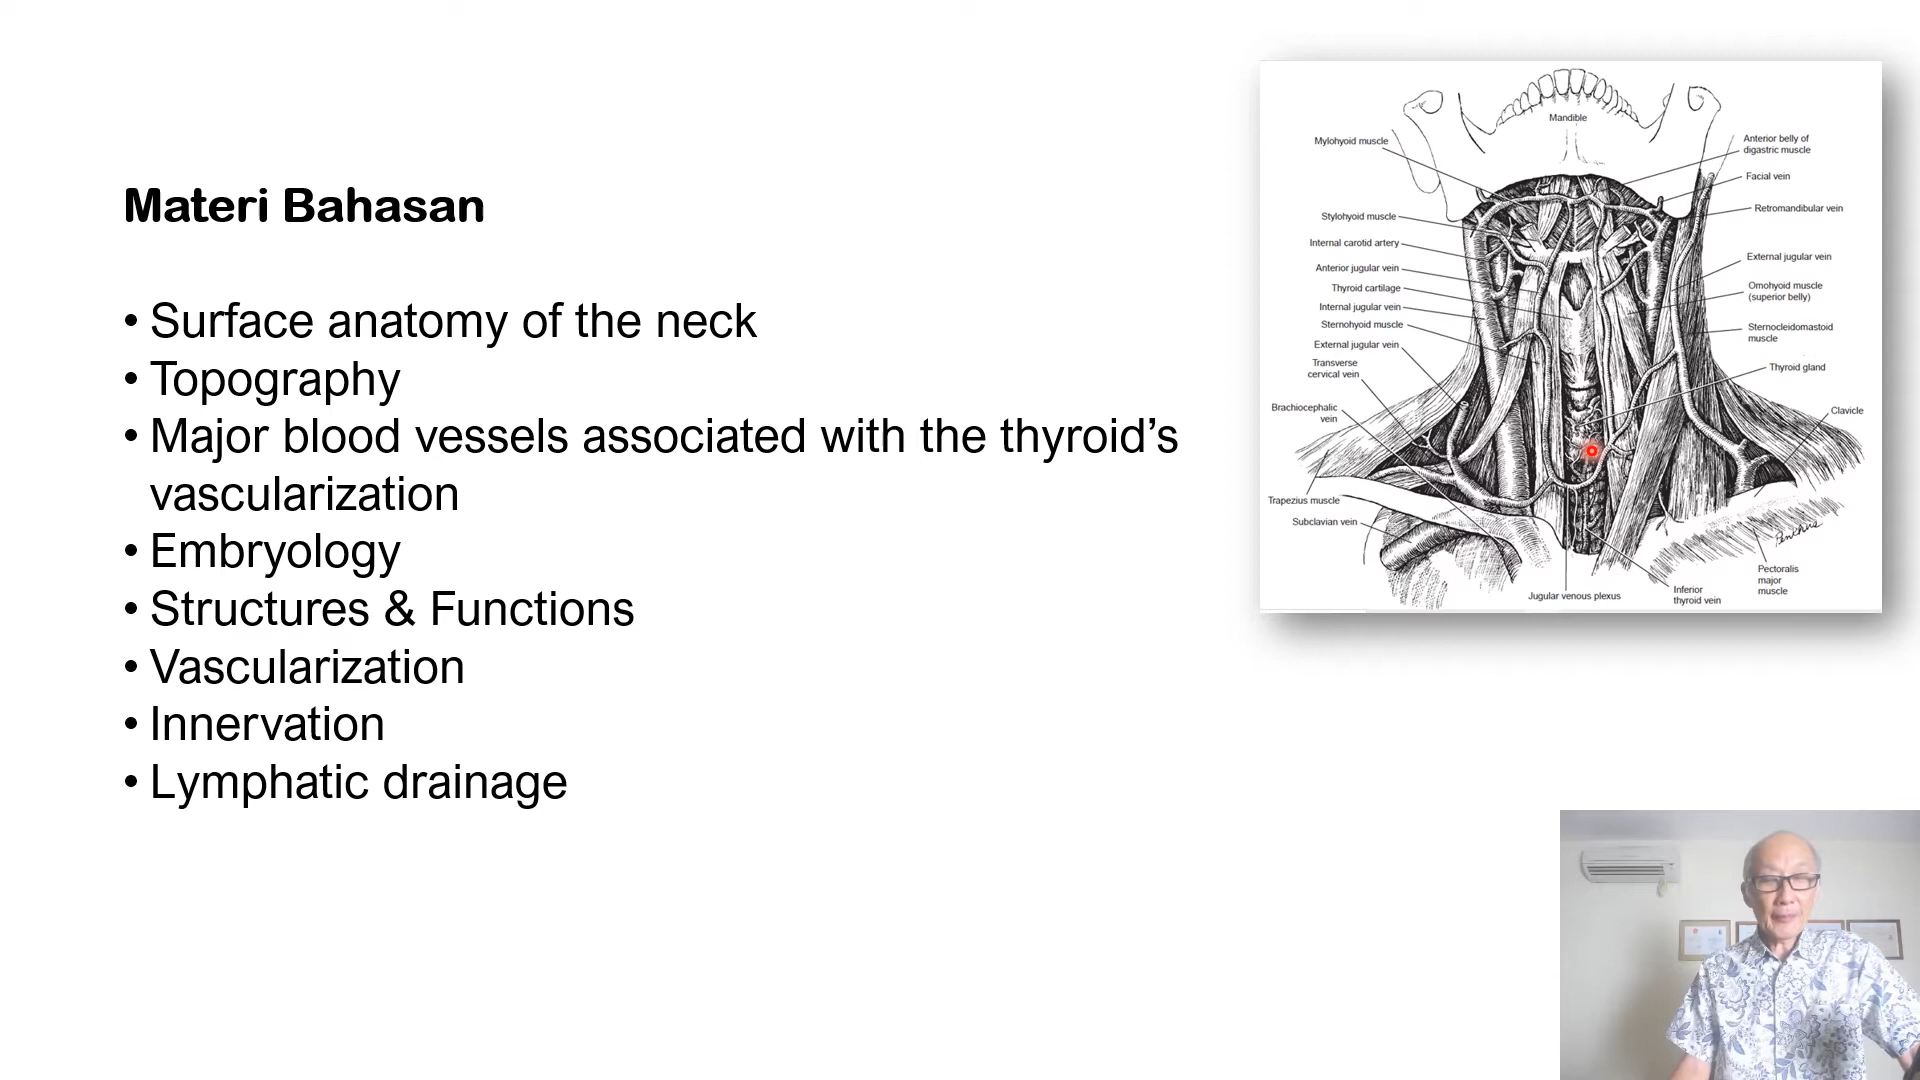 Materi Bahasan
• Surface anatomy of the neck
• Topography
• Major blood vessels associated with the thyroid’s
vascularization
• Embryology
• Structures & Functions
• Vascularization
• Innervation
• Lymphatic drainage
Mandible
Mylohyoid muscle
Stylohyoid muscle
Internal carotid artery
Anterior jugular vein
Thyroid cartilage
Internal jugular vein
Sternohyoid muscle
External jugular vein
Transverse
cervical vein
Brachiocephalic
vein
Trapezius muscle
Subclavian vein
Anterior belly of
digastric muscle
Facial vein
Retromandibular vein
External jugular vein
Omohyoid muscle
(superior belly)
Sternocleidomastoid
muscle
Thyroid gland
Clavicle
Pectoralis
major
muscle
Inferior
thyroid vein
Jugular venous plexus